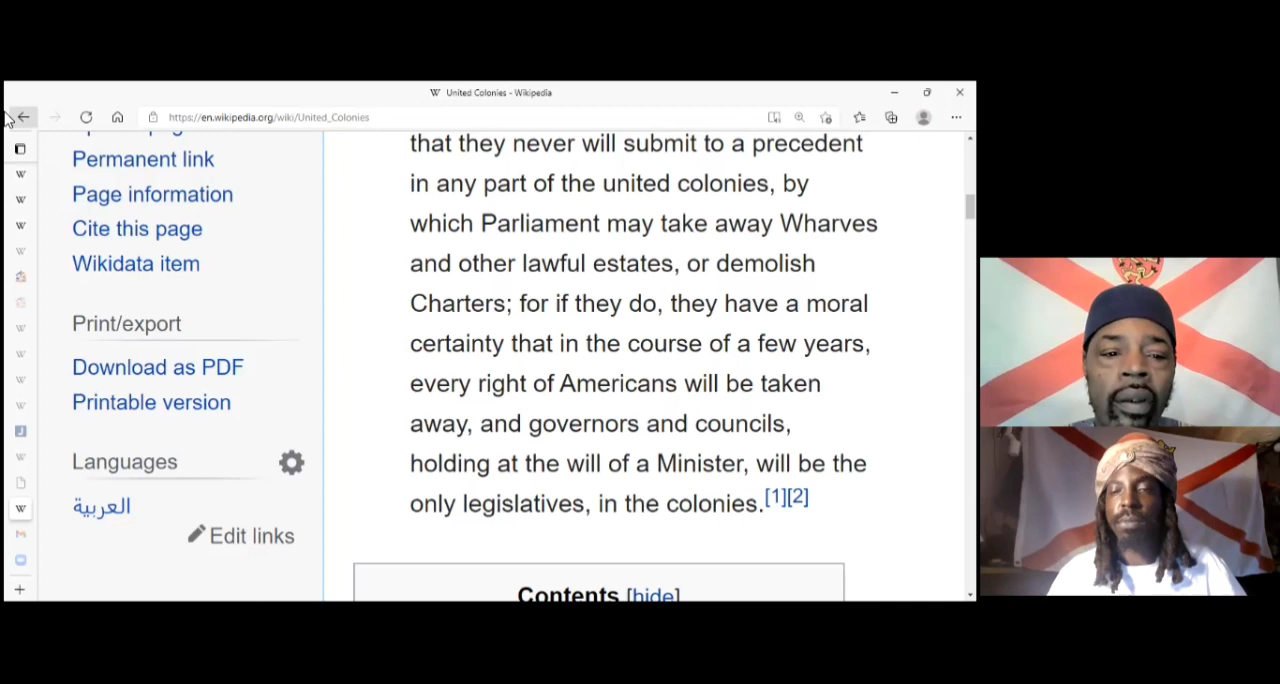 United Colonies - Wikipedia
https://en.wikipedia.org/wiki/United_Colonies
Permanent link
Page information
Cite this page
Wikidata item
Print/export
Download as PDF
Printable version
Languages
العربية
Edit links
that they never will submit to a precedent
in any part of the united colonies, by
which Parliament may take away Wharves
and other lawful estates, or demolish
Charters; for if they do, they have a moral
certainty that in the course of a few years,
every right of Americans will be taken
away, and governors and councils,
holding at the will of a Minister, will be the
only legislatives, in the colonies.[1][2]
Contents [hide]